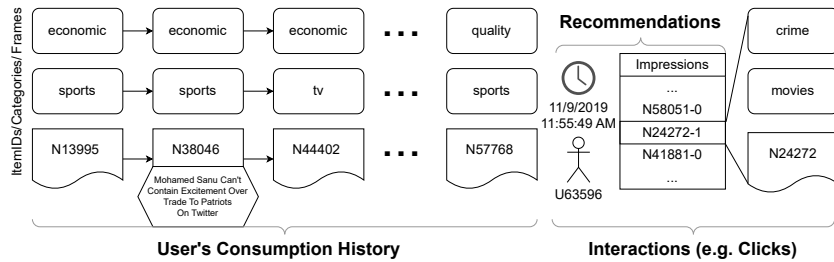 ItemIDs/Categories/ Frames
economic
economic
economic
...
quality
sports
sports
tv
...
sports
N13995
N38046
N44402
...
N57768
Mohamed Sanu Can't
Contain Excitement Over
Trade To Patriots
On Twitter
User's Consumption History
Recommendations
11/9/2019
11:55:49 AM
U63596
Impressions
...
N58051-0
N24272-1
N41881-0
...
crime
movies
N24272
Interactions (e.g. Clicks)